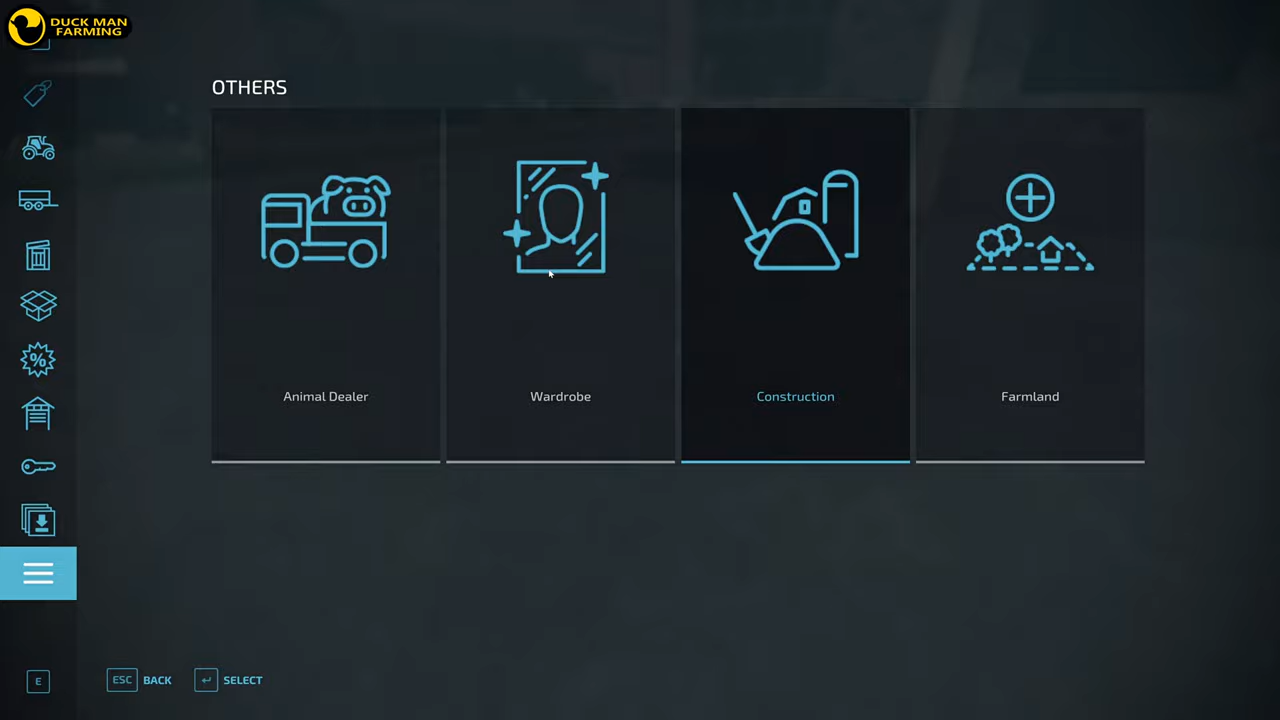 DUCK MAN
FARMING
OTHERS
%
Animal Dealer
Wardrobe
Construction
Farmland
E
ESC BACK
SELECT